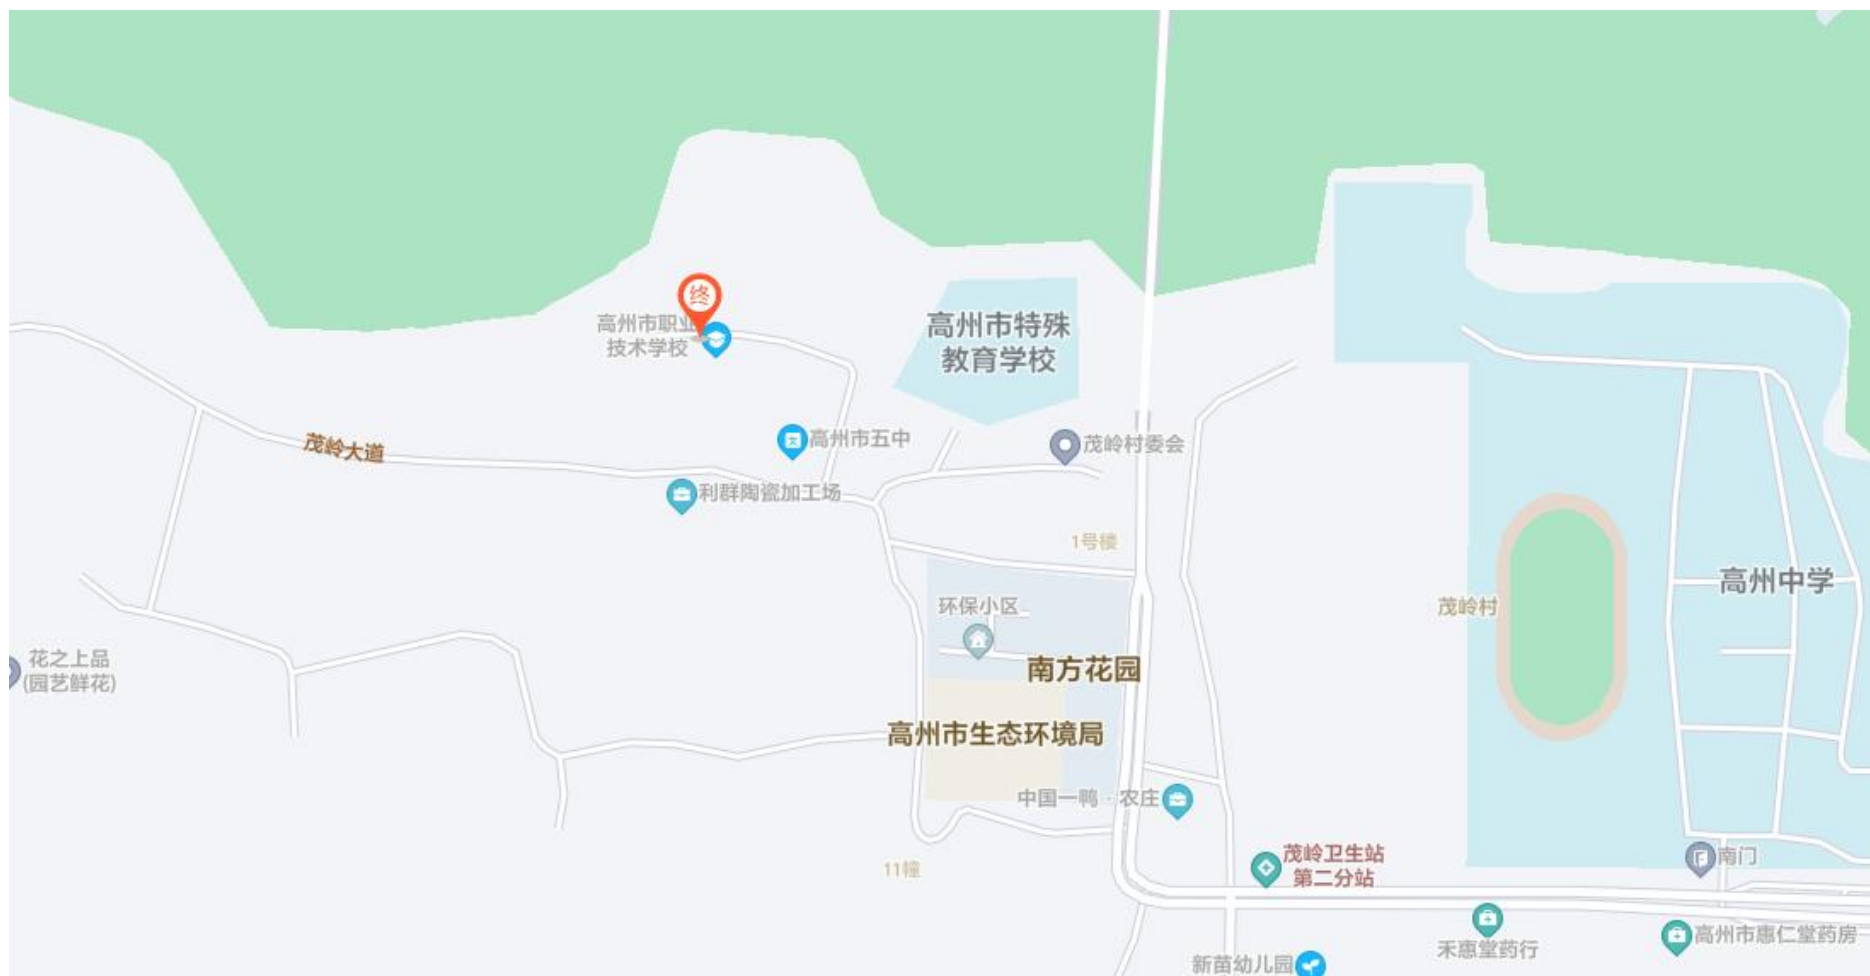 终
高州市职业
技术学校
高州市特殊
教育学校
茂岭大道
高州市五中
茂岭村委会
利群陶瓷加工场
1号楼
高州中学
环保小区
茂岭村
南方花园
花之上品
(园艺鲜花)
高州市生态环境局
中国一鸭·农庄
茂岭卫生站
第二分站
南门
11幢
高州市惠仁堂药房
禾惠堂药行
新苗幼儿园